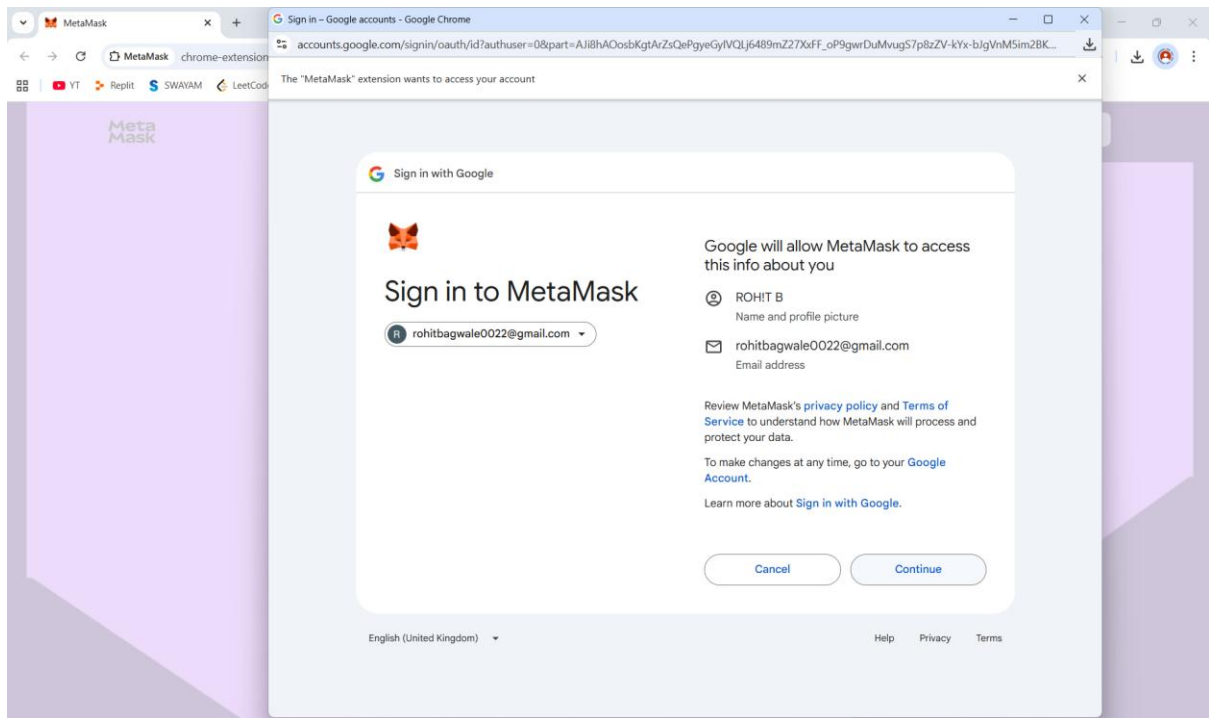 MetaMask
Sign in – Google accounts - Google Chrome
MetaMask chrome-extension
accounts.google.com/signin/oauth/id?authuser=0&part=AJi8hAOosbKgtArZsQePgyeGyIVQLj6489mZ27XxFF_oP9gwrDuMvugS7p8zZV-kYx-bJgVnM5im2BK...
YT Replit SWAYAM LeetCod
The "MetaMask" extension wants to access your account
Meta
Mask
Sign in with Google
Sign in to MetaMask
R rohitbagwale0022@gmail.com
Google will allow MetaMask to access
this info about you
ROH!T B
Name and profile picture
rohitbagwale0022@gmail.com
Email address
Review MetaMask's privacy policy and Terms of
Service to understand how MetaMask will process and
protect your data.
To make changes at any time, go to your Google
Account.
Learn more about Sign in with Google.
Cancel Continue
English (United Kingdom)
Help Privacy Terms